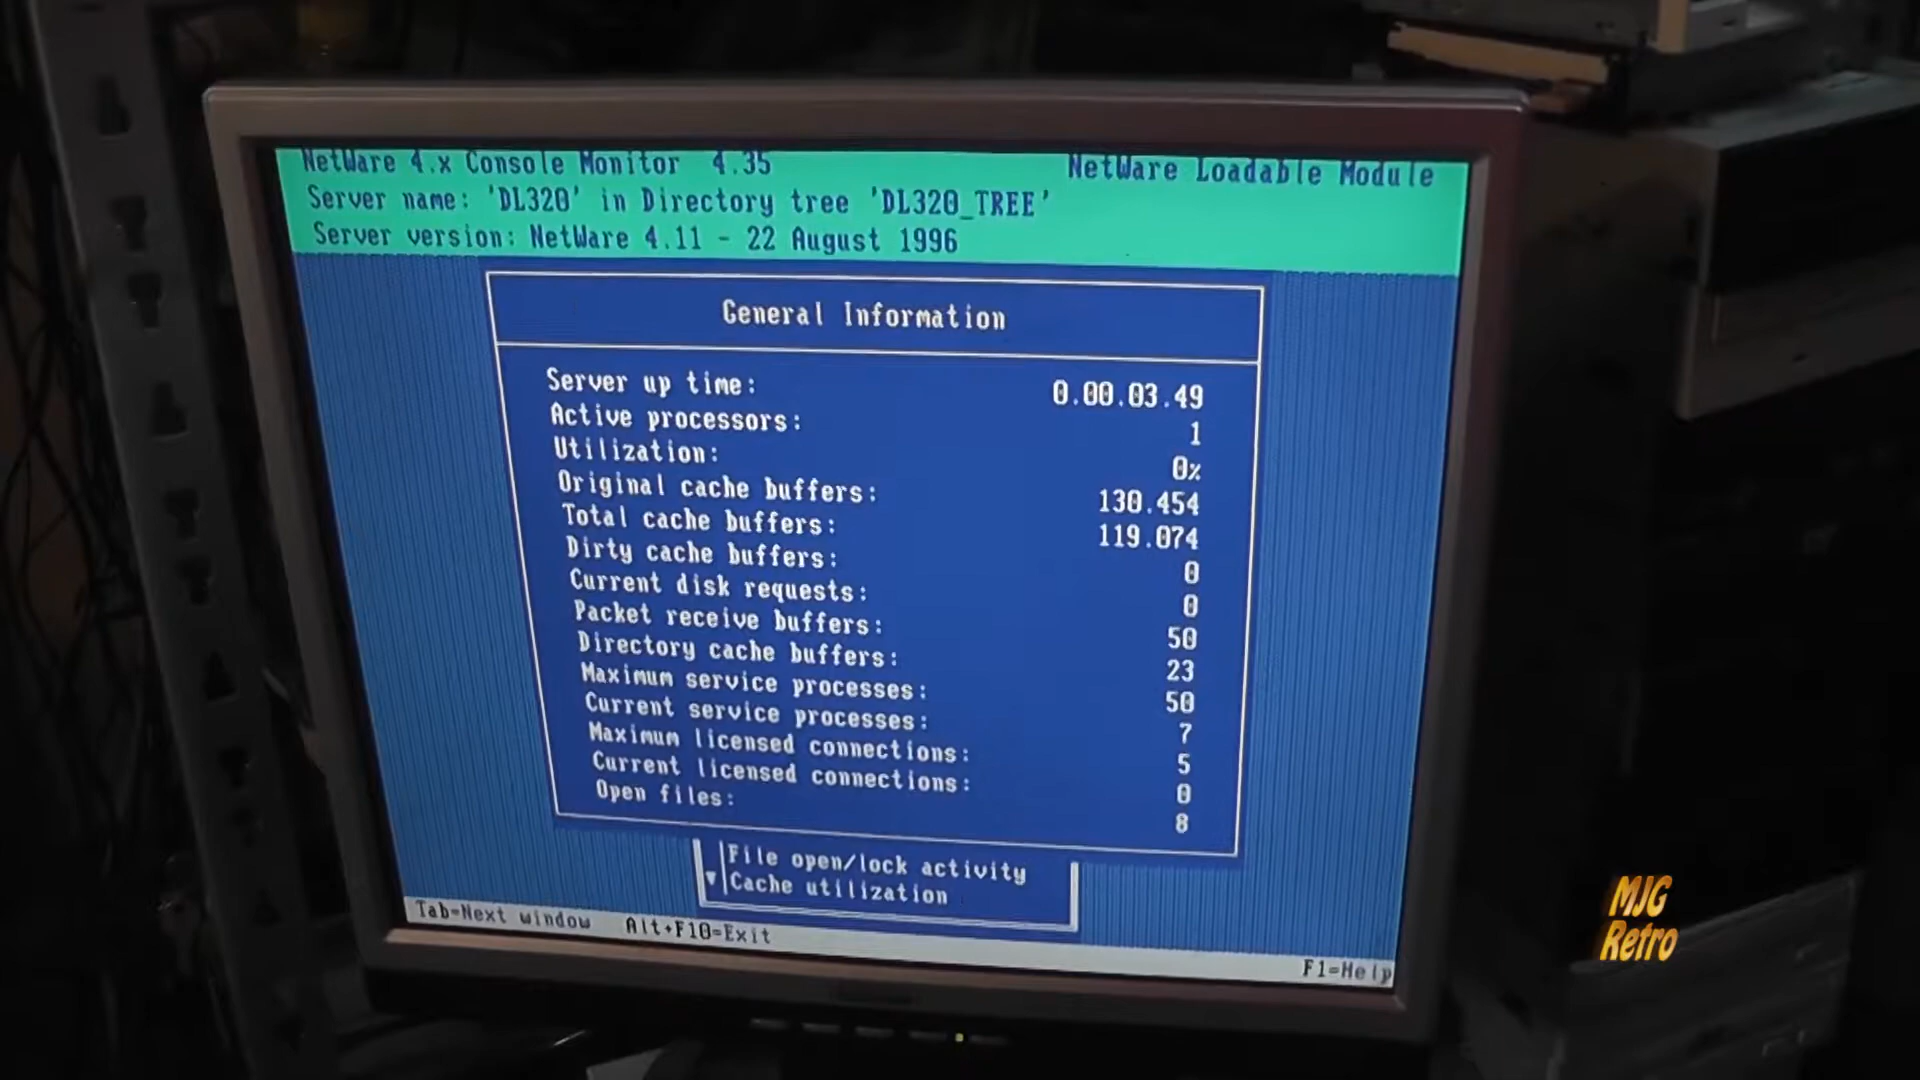 NetWare 4.x Console Monitor 4.35 NetWare Loadable Module
Server name: 'DL320' in Directory tree 'DL320_TREE'
Server version: NetWare 4.11 - 22 August 1996
General Information
Server up time: 0.00.03.49
Active processors: 1
Utilization: 0%
Original cache buffers: 130.454
Total cache buffers: 119.074
Dirty cache buffers: 0
Current disk requests: 0
Packet receive buffers: 50
Directory cache buffers: 23
Maximum service processes: 50
Current service processes: 7
Maximum licensed connections: 5
Current licensed connections: 0
Open files: 8
File open/lock activity
Cache utilization
Tab=Next window Alt+F10=Exit F1=Help
MJG
Retro